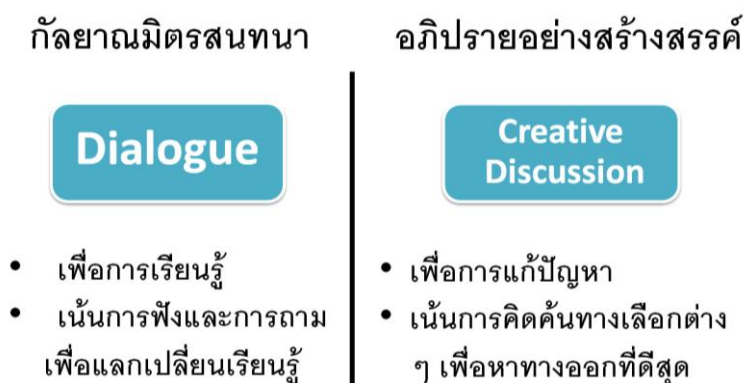 กัลยาณมิตรสนทนา
Dialogue
• เพื่อการเรียนรู้
• เน้นการฟังและการถาม
เพื่อแลกเปลี่ยนเรียนรู้
อภิปรายอย่างสร้างสรรค์
Creative
Discussion
• เพื่อการแก้ปัญหา
• เน้นการคิดค้นทางเลือกต่าง
ๆ เพื่อหาทางออกที่ดีสุด